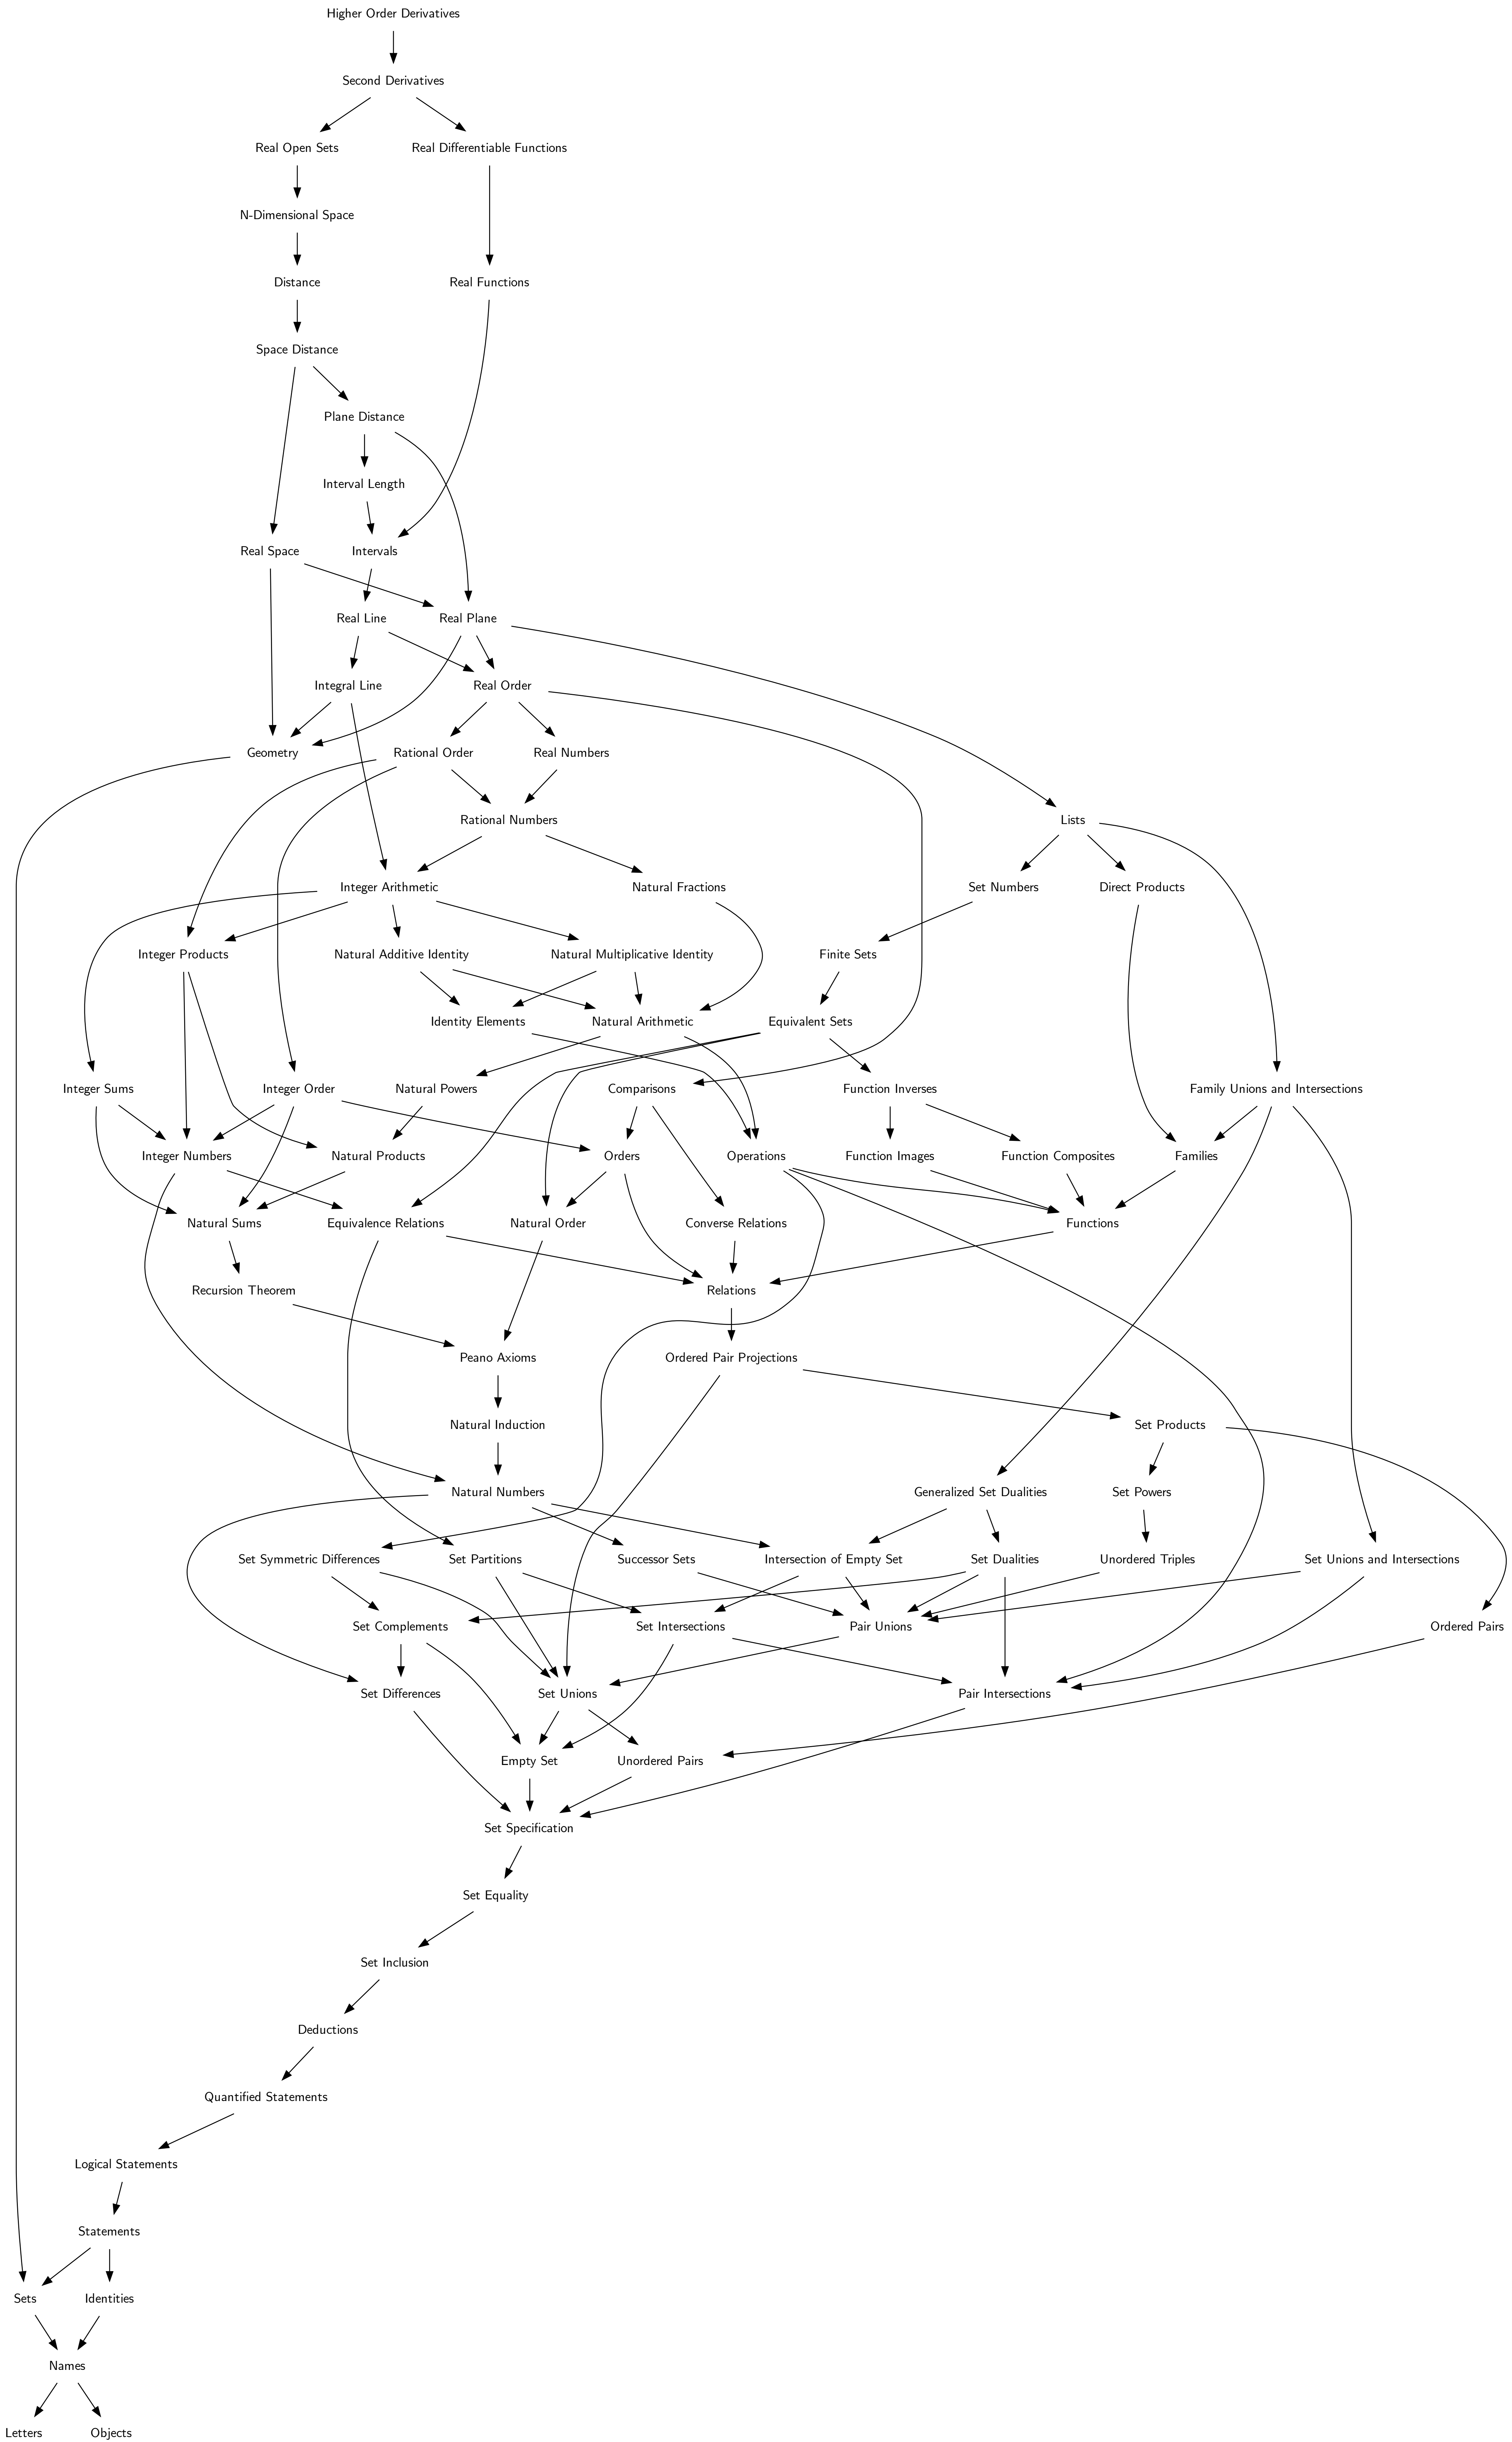 Higher Order Derivatives
Second Derivatives
Real Open Sets
Real Differentiable Functions
N-Dimensional Space
Distance
Real Functions
Space Distance
Plane Distance
Interval Length
Real Space
Intervals
Real Line
Real Plane
Integral Line
Real Order
Geometry
Rational Order
Real Numbers
Rational Numbers
Lists
Integer Arithmetic
Natural Fractions
Set Numbers
Direct Products
Integer Products
Natural Additive Identity
Natural Multiplicative Identity
Finite Sets
Identity Elements
Natural Arithmetic
Equivalent Sets
Integer Sums
Integer Order
Natural Powers
Comparisons
Function Inverses
Family Unions and Intersections
Integer Numbers
Natural Products
Orders
Operations
Function Images
Function Composites
Families
Natural Sums
Equivalence Relations
Natural Order
Converse Relations
Functions
Recursion Theorem
Relations
Peano Axioms
Ordered Pair Projections
Natural Induction
Set Products
Natural Numbers
Generalized Set Dualities
Set Powers
Set Symmetric Differences
Set Partitions
Successor Sets
Intersection of Empty Set
Set Dualities
Unordered Triples
Set Unions and Intersections
Set Complements
Set Intersections
Pair Unions
Ordered Pairs
Set Differences
Set Unions
Pair Intersections
Empty Set
Unordered Pairs
Set Specification
Set Equality
Set Inclusion
Deductions
Quantified Statements
Logical Statements
Statements
Sets
Identities
Names
Letters
Objects